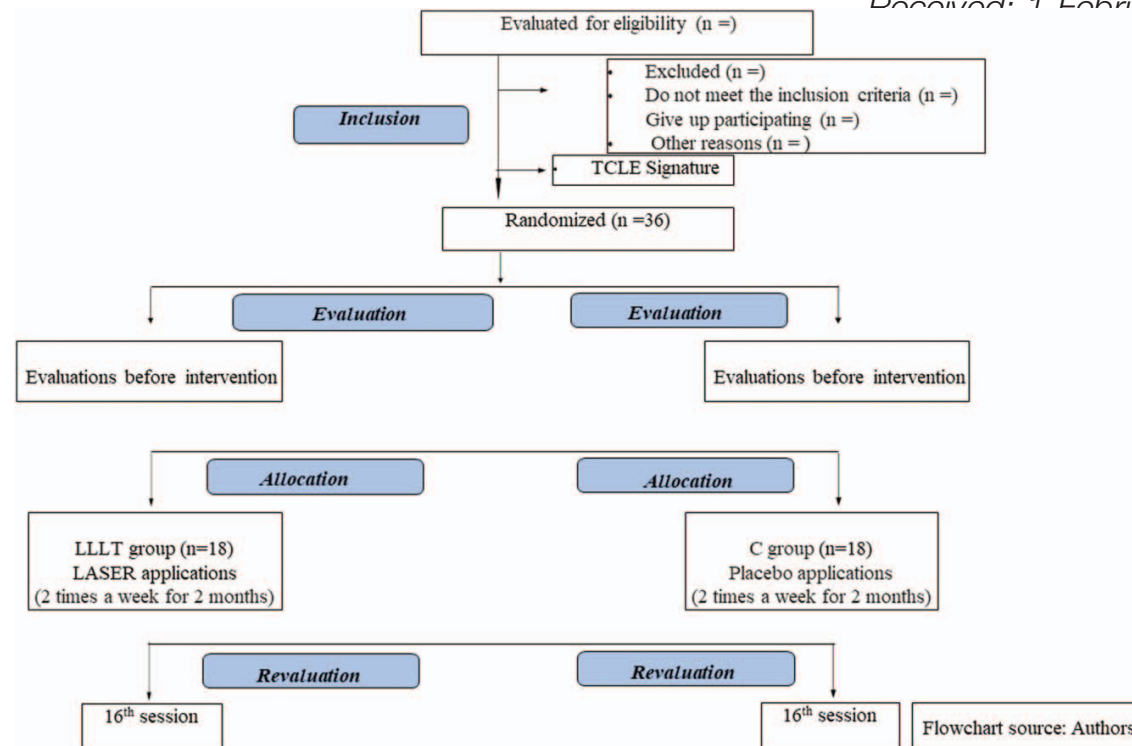 Received: 1 Febru
Evaluated for eligibility (n =)
• Excluded (n =)
• Do not meet the inclusion criteria (n =)
Give up participating (n =)
• Other reasons (n = )
Inclusion
• TCLE Signature
Randomized (n =36)
Evaluation
Evaluation
Evaluations before intervention
Evaluations before intervention
Allocation
Allocation
LLLT group (n=18)
LASER applications
(2 times a week for 2 months)
C group (n=18)
Placebo applications
(2 times a week for 2 months)
Revaluation
Revaluation
16th session
16th session
Flowchart source: Authors